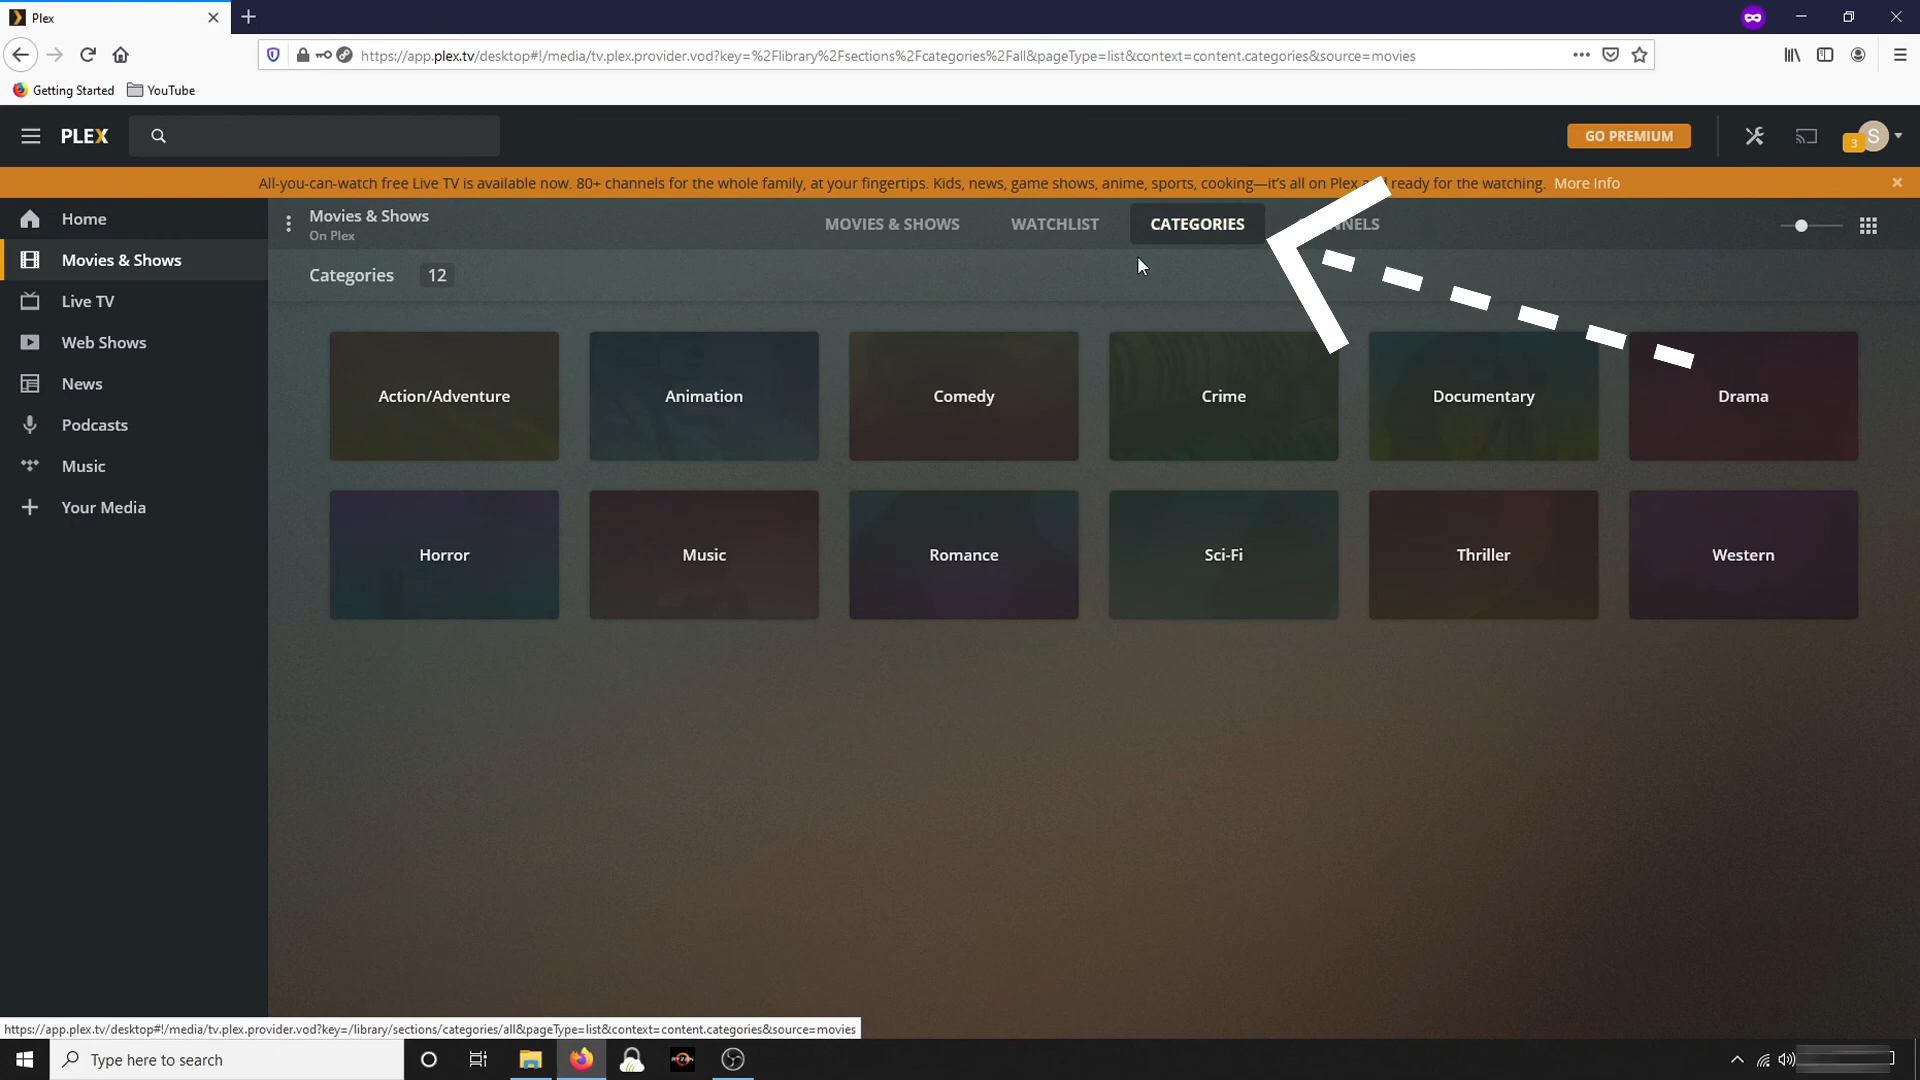 Plex
https://app.plex.tv/desktop#!/media/tv.plex.provider.vod?key=%2Flibrary%2Fsections%2Fcategories%2Fall&pageType=list&context=content.categories&source=movies
Getting Started
YouTube
PLEX
GO PREMIUM
3
S
All-you-can-watch free Live TV is available now. 80+ channels for the whole family, at your fingertips. Kids, news, game shows, anime, sports, cooking—it's all on Plex ready for the watching. More Info
Home
Movies & Shows
Live TV
Web Shows
News
Podcasts
Music
Your Media
Movies & Shows
On Plex
MOVIES & SHOWS
WATCHLIST
CATEGORIES
Categories 12
Action/Adventure
Animation
Comedy
Crime
Documentary
Drama
Horror
Music
Romance
Sci-Fi
Thriller
Western
https://app.plex.tv/desktop#!/media/tv.plex.provider.vod?key=/library/sections/categories/all&pageType=list&context=content.categories&source=movies
Type here to search
RYZEN